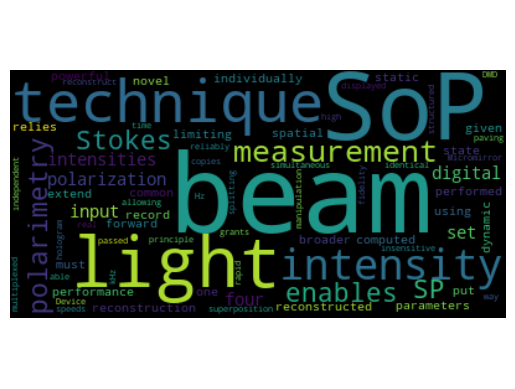 powerful
reconstruct
novel
individually
static
displayed
DMD
technique
SoP
structured
relies
time
limiting
spatial
high
given
Stokes
reliably
copies
measurement
state
paving
intensities
independent
polarimetry
polarization
extend
common
Hz
splitting
beam
simultaneous
identical
manipulation
fidelity
Micromirror
digital
performed
allowing
using
dynamic
input
record
forward
broader
computed
set
real
hologram
passed
principle
grants
rapid
insensitive
light
intensity
multiplexed
must
able
Device
performance
one
kHz
four
enables
SP
put
way
speeds
reconstruction
superposition
reconstructed
parameters